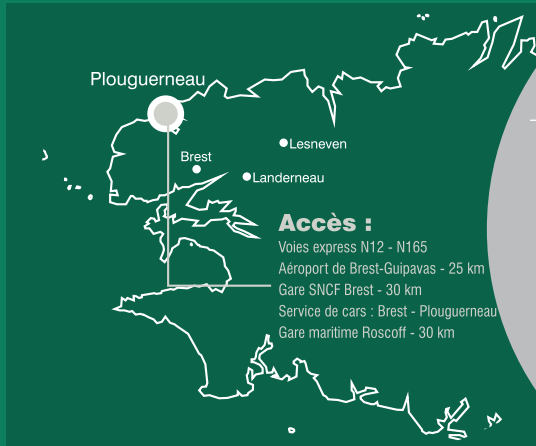 Plouguerneau
Lesneven
Brest
Landerneau
Accès :
Voies express N12 - N165
Aéroport de Brest-Guipavas - 25 km
Gare SNCF Brest - 30 km
Service de cars : Brest - Plouguerneau
Gare maritime Roscoff - 30 km